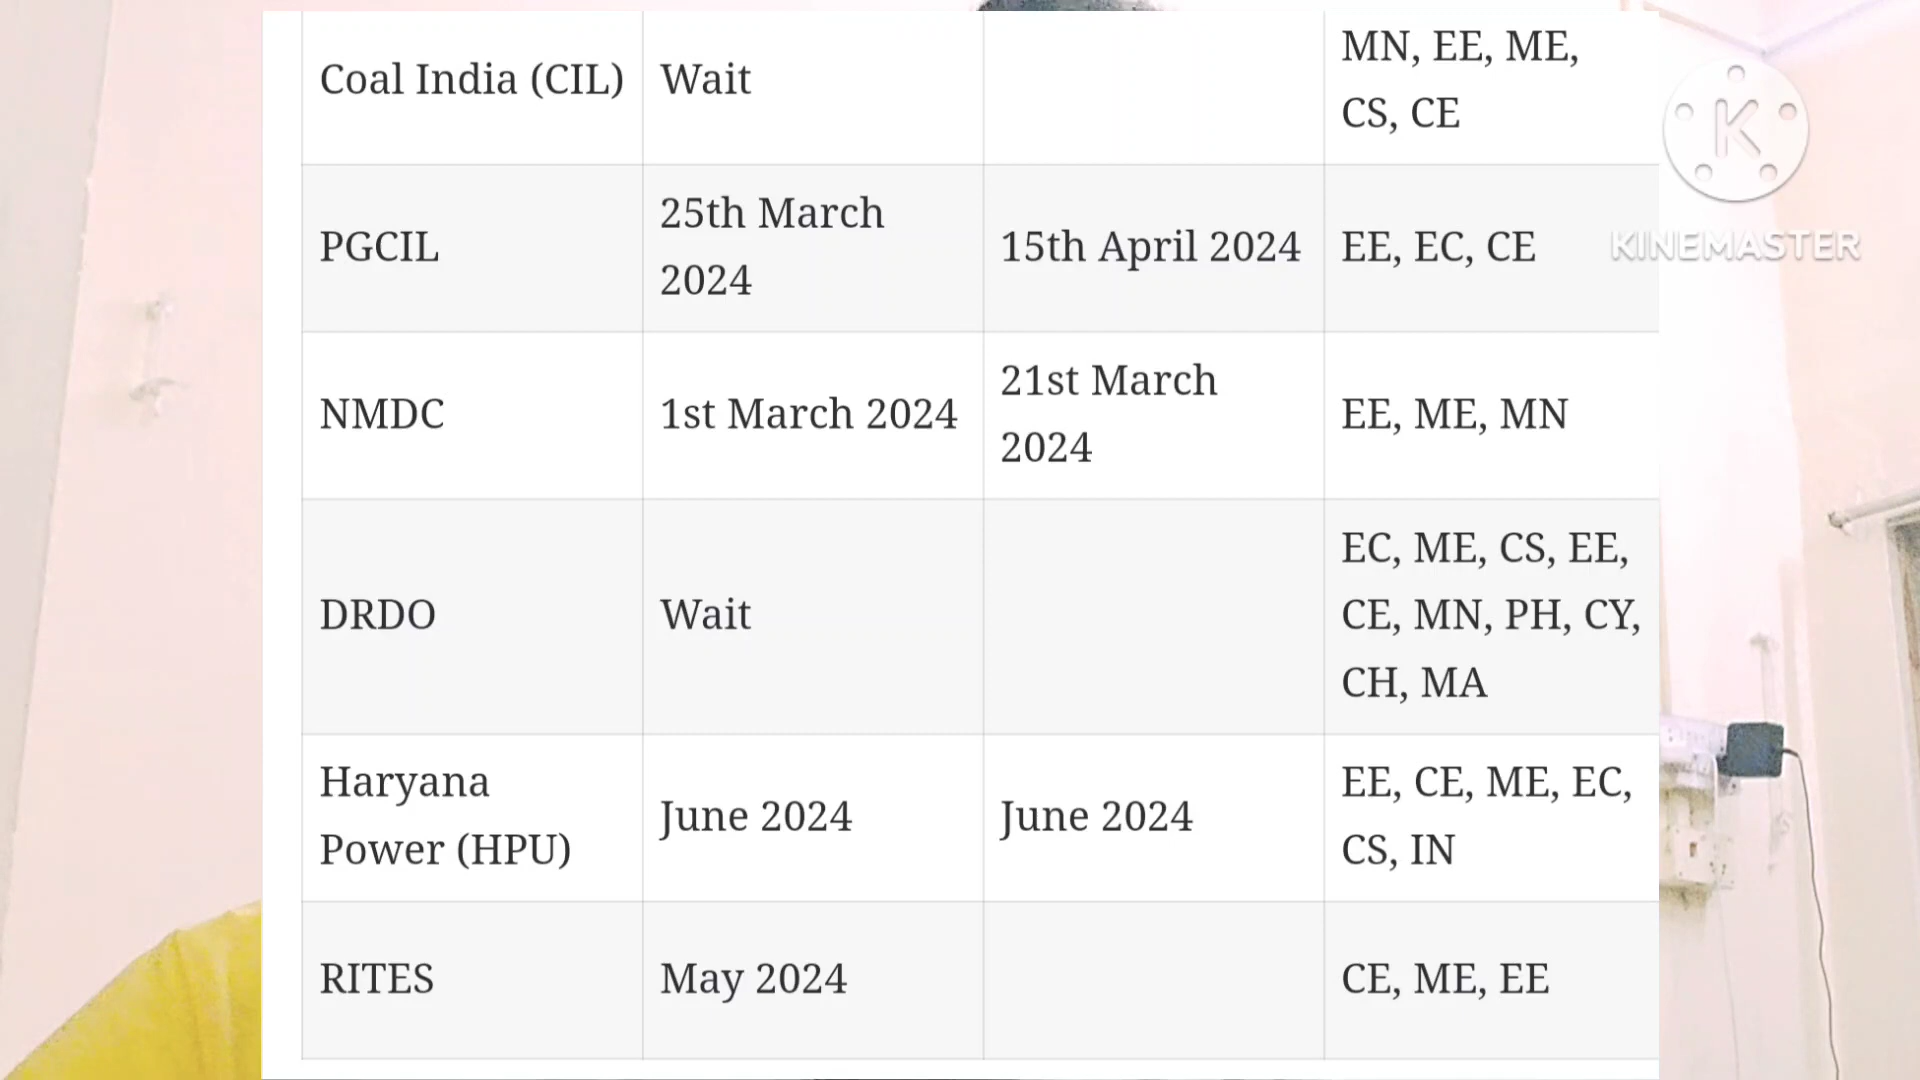 Coal India (CIL) Wait MN, EE, ME,
CS, CE
PGCIL 25th March
2024 15th April 2024 EE, EC, CE
NMDC 1st March 2024 21st March
2024 EE, ME, MN
DRDO Wait EC, ME, CS, EE,
CE, MN, PH, CY,
CH, MA
Haryana
Power (HPU) June 2024 June 2024 EE, CE, ME, EC,
CS, IN
RITES May 2024 CE, ME, EE
K
KINEMASTER